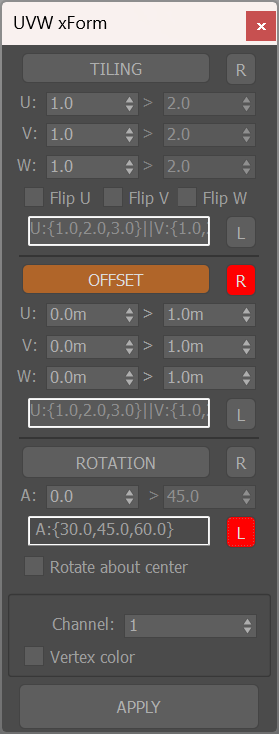 UVW xForm x
TILING R
U: 1.0 > 2.0
V: 1.0 > 2.0
W: 1.0 > 2.0
Flip U Flip V Flip W
U:{1.0,2.0,3.0}||V:{1.0, L
OFFSET R
U: 0.0m > 1.0m
V: 0.0m > 1.0m
W: 0.0m > 1.0m
U:{1.0,2.0,3.0}||V:{1.0, L
ROTATION R
A: 0.0 > 45.0
A:{30.0,45.0,60.0} L
Rotate about center
Channel: 1
Vertex color
APPLY